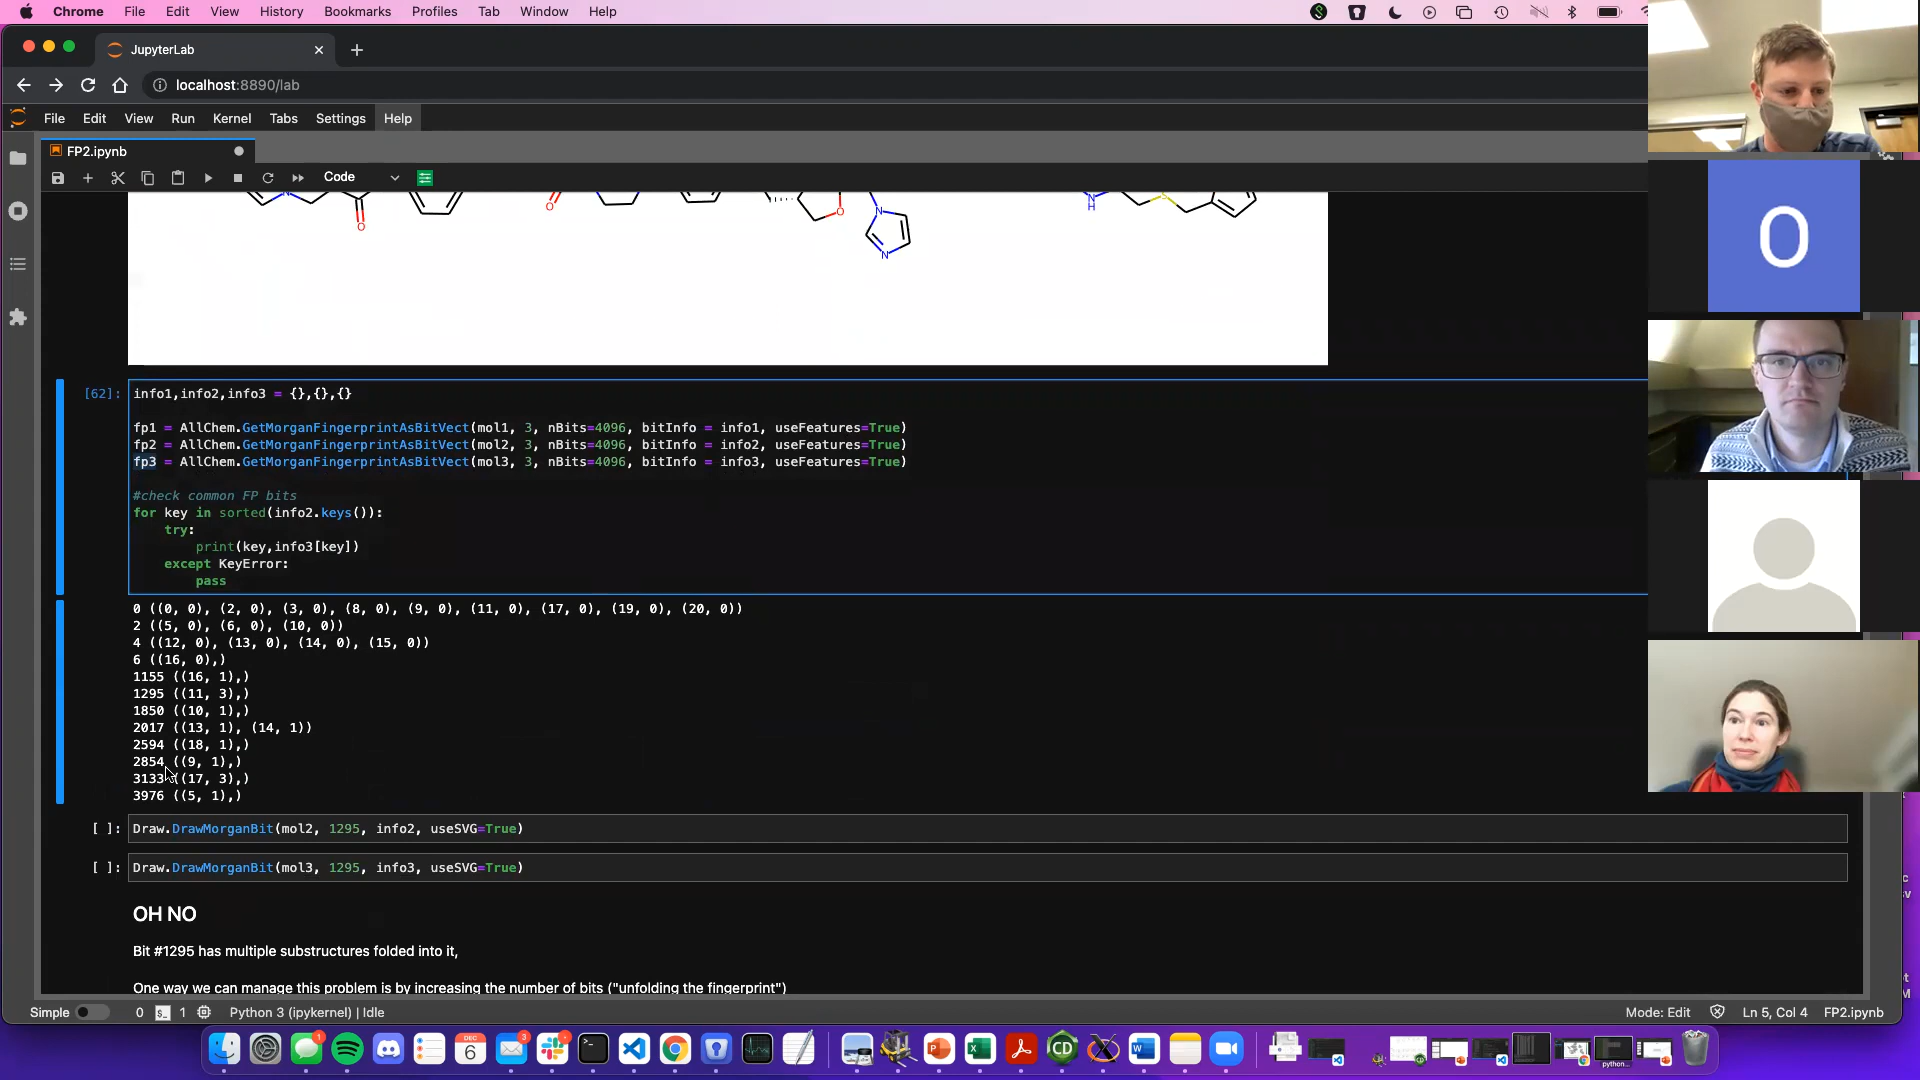 Chrome File Edit View History Bookmarks Profiles Tab Window Help
JupyterLab
localhost:8890/lab
File Edit View Run Kernel Tabs Settings Help
FP2.ipynb
Code
O
N
H
S
O
O
O
N
N
N
[62]:
info1,info2,info3 = {},{},{}
fp1 = AllChem.GetMorganFingerprintAsBitVect(mol1, 3, nBits=4096, bitInfo = info1, useFeatures=True)
fp2 = AllChem.GetMorganFingerprintAsBitVect(mol2, 3, nBits=4096, bitInfo = info2, useFeatures=True)
fp3 = AllChem.GetMorganFingerprintAsBitVect(mol3, 3, nBits=4096, bitInfo = info3, useFeatures=True)
#check common FP bits
for key in sorted(info2.keys()):
try:
print(key,info3[key])
except KeyError:
pass
0 ((0, 0), (2, 0), (3, 0), (8, 0), (9, 0), (11, 0), (17, 0), (19, 0), (20, 0))
2 ((5, 0), (6, 0), (10, 0))
4 ((12, 0), (13, 0), (14, 0), (15, 0))
6 ((16, 0),)
1155 ((16, 1),)
1295 ((11, 3),)
1850 ((10, 1),)
2017 ((13, 1), (14, 1))
2594 ((18, 1),)
2854 ((9, 1),)
3133 ((17, 3),)
3976 ((5, 1),)
[ ]: Draw.DrawMorganBit(mol2, 1295, info2, useSVG=True)
[ ]: Draw.DrawMorganBit(mol3, 1295, info3, useSVG=True)
OH NO
Bit #1295 has multiple substructures folded into it,
One way we can manage this problem is by increasing the number of bits ("unfolding the fingerprint")
Simple 0 1 Python 3 (ipykernel) | Idle Mode: Edit Ln 5, Col 4 FP2.ipynb
DEC
6
1
3